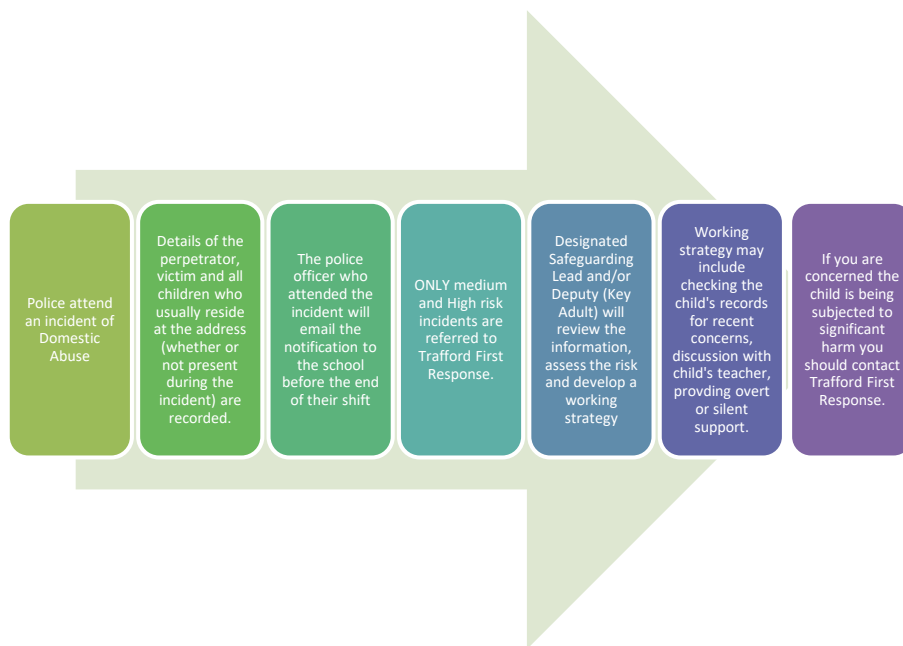 Police attend
an incident of
Domestic
Abuse
Details of the
perpetrator,
victim and all
children who
usually reside
at the address
(whether or
not present
during the
incident) are
recorded.
The police
officer who
attended the
incident will
email the
notification to
the school
before the end
of their shift
ONLY medium
and High risk
incidents are
referred to
Trafford First
Response.
Designated
Safeguarding
Lead and/or
Deputy (Key
Adult) will
review the
information,
assess the risk
and develop a
working
strategy
Working
strategy may
include
checking the
child's records
for recent
concerns,
discussion with
child's teacher,
provding overt
or silent
support.
If you are
concerned the
child is being
subjected to
significant
harm you
should contact
Trafford First
Response.